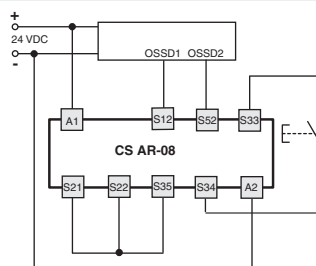 +
24 VDC
-
OSSD1 OSSD2
A1 S12 S52 S33
CS AR-08
S21 S22 S35 S34 A2